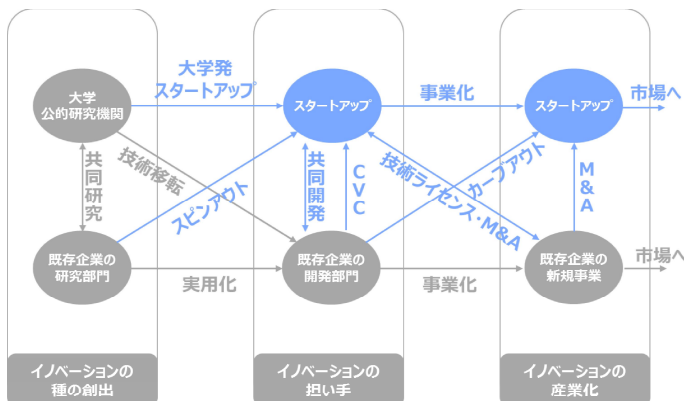 大学発
スタートアップ
大学
公的研究機関
スタートアップ
事業化
スタートアップ
市場へ
共同研究
技術移転
スピンアウト
共同開発
CVC
技術ライセンス・M&A
カーブアウト
M&A
既存企業の
研究部門
実用化
既存企業の
開発部門
事業化
既存企業の
新規事業
市場へ
イノベーションの
種の創出
イノベーションの
担い手
イノベーションの
産業化